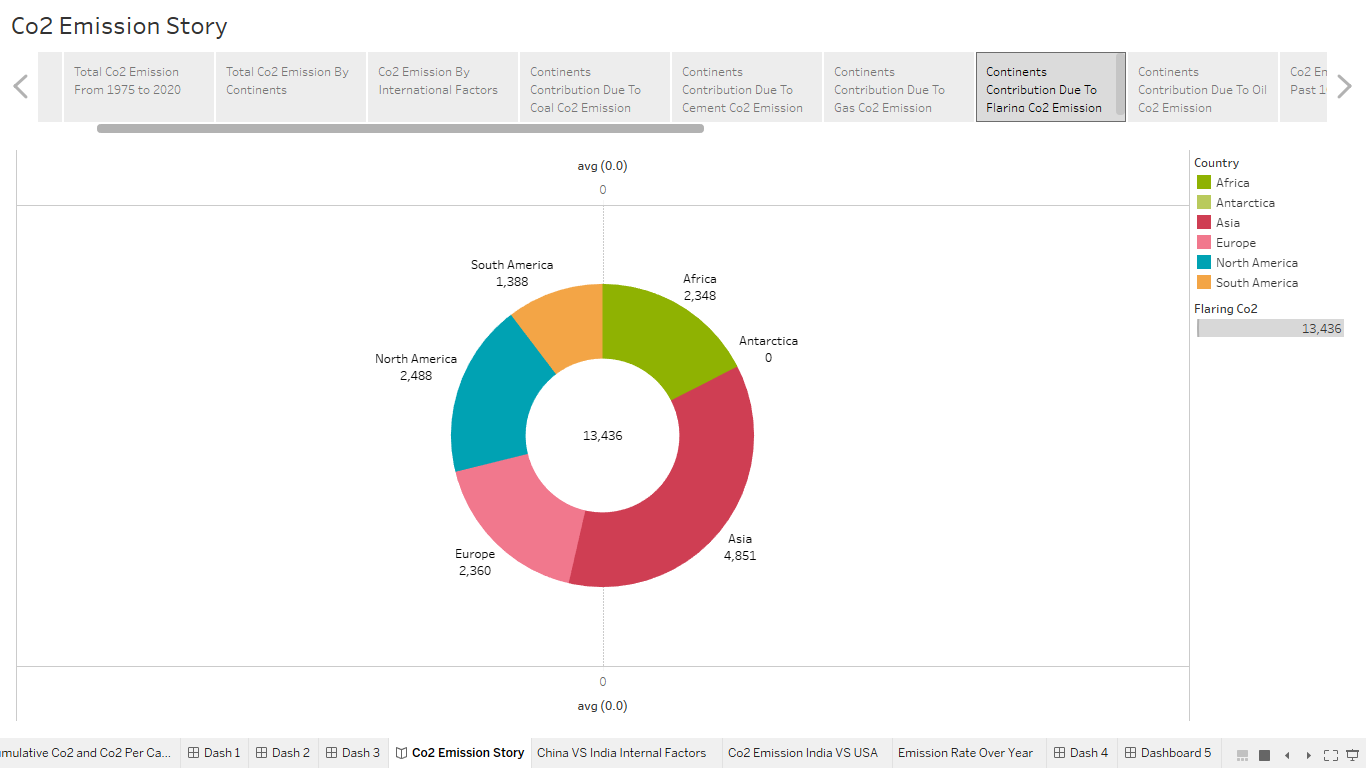 Co2 Emission Story
Total Co2 Emission
From 1975 to 2020
Total Co2 Emission By
Continents
Co2 Emission By
International Factors
Continents
Contribution Due To
Coal Co2 Emission
Continents
Contribution Due To
Cement Co2 Emission
Continents
Contribution Due To
Gas Co2 Emission
Continents
Contribution Due To
Flaring Co2 Emission
Continents
Contribution Due To Oil
Co2 Emission
Co2 En
Past 1
avg (0.0)
0
South America
1,388
Africa
2,348
Antarctica
0
North America
2,488
13,436
Asia
4,851
Europe
2,360
0
avg (0.0)
Country
Africa
Antarctica
Asia
Europe
North America
South America
Flaring Co2
13,436
mulative Co2 and Co2 Per Ca... Dash 1 Dash 2 Dash 3 Co2 Emission Story China VS India Internal Factors Co2 Emission India VS USA Emission Rate Over Year Dash 4 Dashboard 5